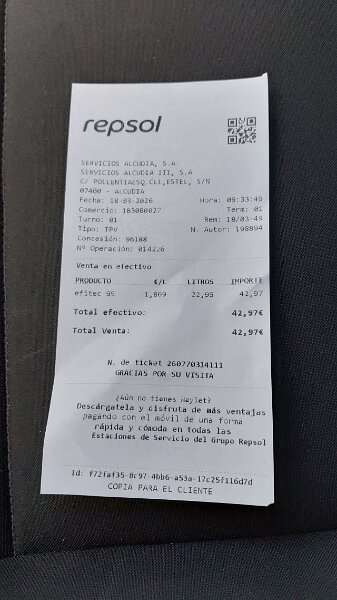 repsol
SERVICIOS ALCUDIA, S.A.
SERVICIOS ALCUDIA III, S.A
C/ POLLENTIAESQ.CLL,ESTEL, S/N
07400 - ALCUDIA
Fecha: 18-03-2026 Hora: 09:33:49
Comercio: 183060027 Term: 01
Turno: 01 Rem: 18/03-49
Tipo: TPV N. Autor: 198894
Concesión: 96168
Nº Operación: 014226
Venta en efectivo
PRODUCTO €/L LITROS IMPORTE
efitec 95 1,869 22,99 42,97
Total efectivo: 42,97€
Total Venta: 42,97€
N. de ticket 260770314111
GRACIAS POR SU VISITA
¿Aún no tienes Waylet?
Descárgatela y disfruta de más ventajas
pagando con el móvil de una forma
rápida y cómoda en todas las
Estaciones de Servicio del Grupo Repsol
Id: f72faf35-8c97-4bb6-a53a-17c25f116d7d
COPIA PARA EL CLIENTE